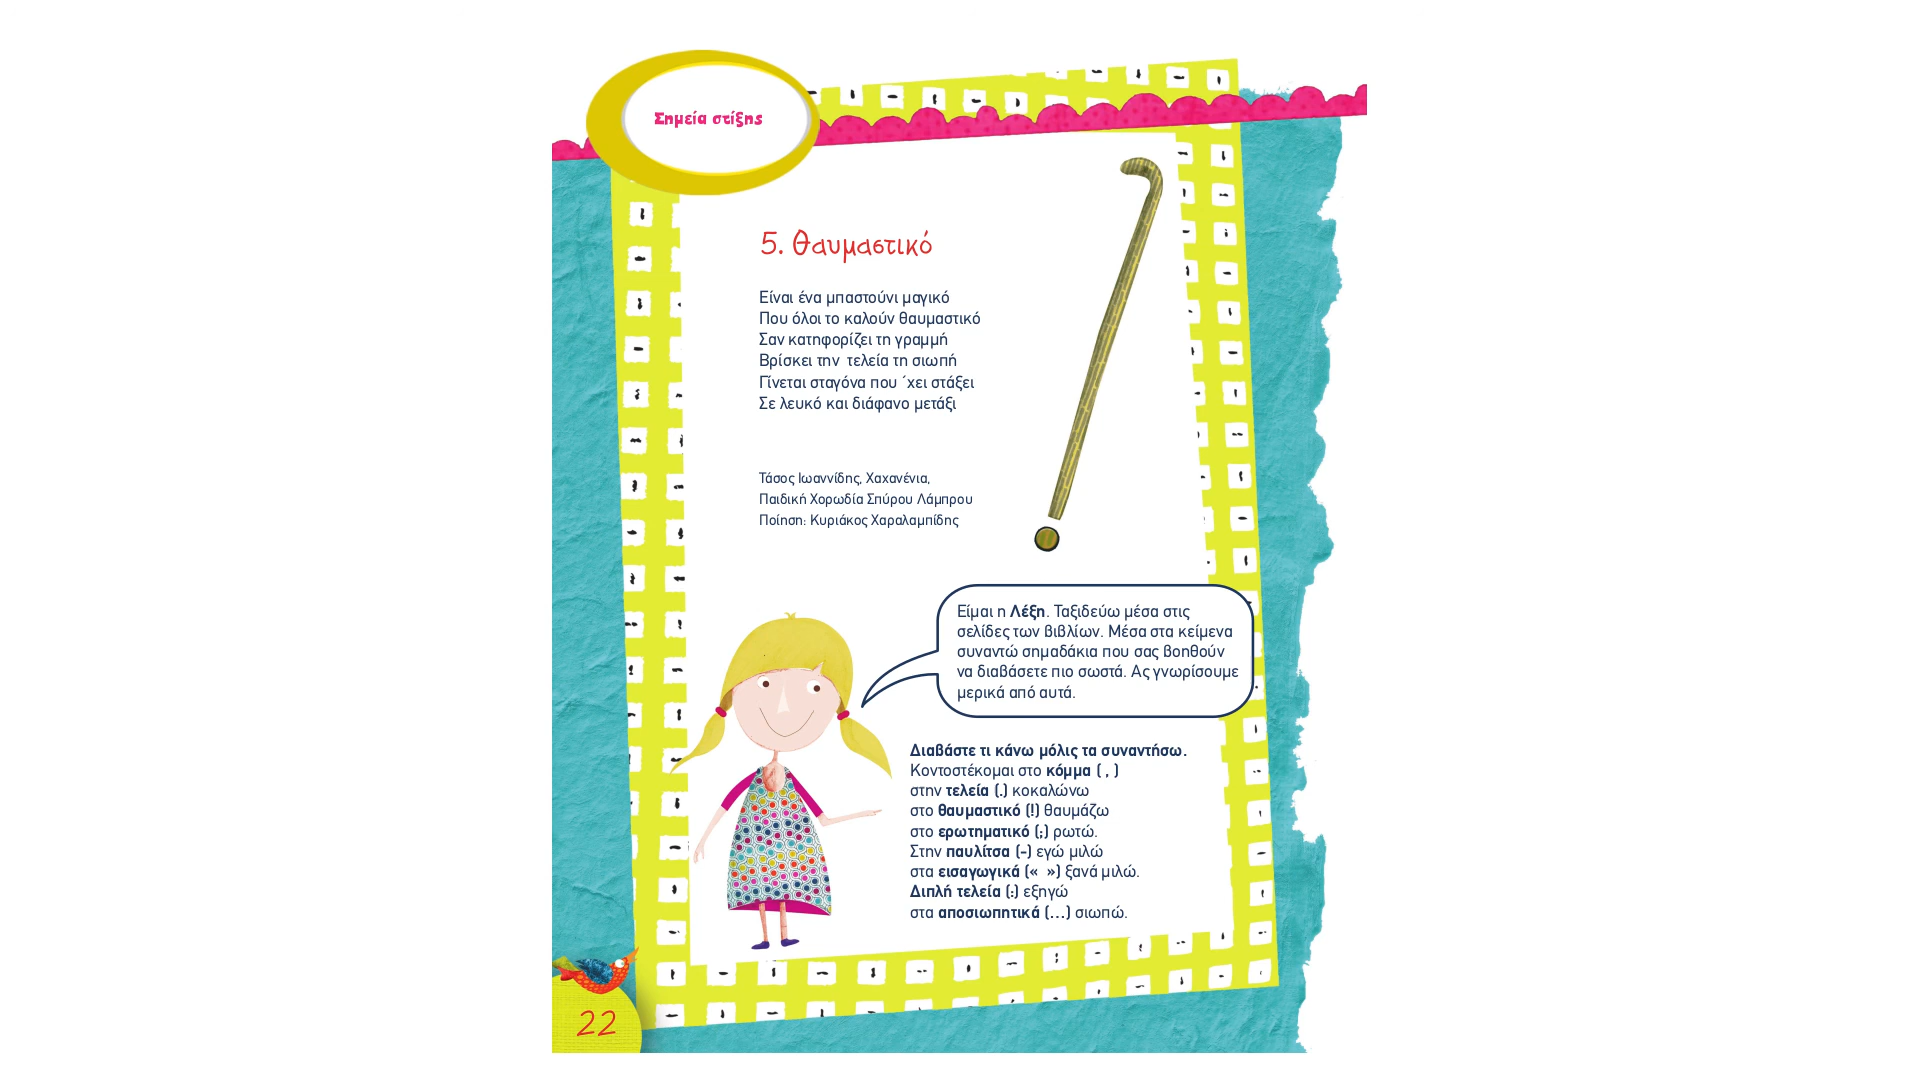 Σημεία στίξης
5. Θαυμαστικό
Είναι ένα μπαστούνι μαγικό
Που όλοι το καλούν θαυμαστικό
Σαν κατηφορίζει τη γραμμή
Βρίσκει την τελεία τη σιωπή
Γίνεται σταγόνα που ΄χει στάξει
Σε λευκό και διάφανο μετάξι
Τάσος Ιωαννίδης, Χαχανένια,
Παιδική Χορωδία Σπύρου Λάμπρου
Ποίηση: Κυριάκος Χαραλαμπίδης
Είμαι η Λέξη. Ταξιδεύω μέσα στις
σελίδες των βιβλίων. Μέσα στα κείμενα
συναντώ σημαδάκια που σας βοηθούν
να διαβάσετε πιο σωστά. Ας γνωρίσουμε
μερικά από αυτά.
Διαβάστε τι κάνω μόλις τα συναντήσω.
Κοντοστέκομαι στο κόμμα ( , )
στην τελεία (.) κοκαλώνω
στο θαυμαστικό (!) θαυμάζω
στο ερωτηματικό (;) ρωτώ.
Στην παυλίτσα (-) εγώ μιλώ
στα εισαγωγικά (« ») ξανά μιλώ.
Διπλή τελεία (:) εξηγώ
στα αποσιωπητικά (...) σιωπώ.
22